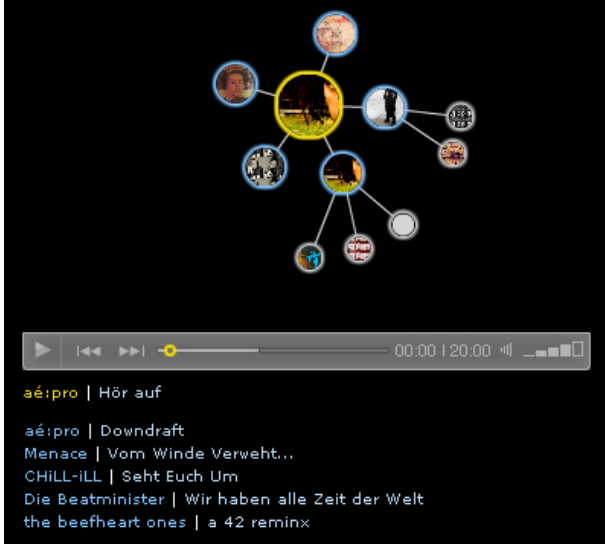 00:00 | 20:00
aé:pro | Hör auf
aé:pro | Downdraft
Menace | Vom Winde Verweht...
CHiLL-iLL | Seht Euch Um
Die Beatminister | Wir haben alle Zeit der Welt
the beefheart ones | a 42 reminx